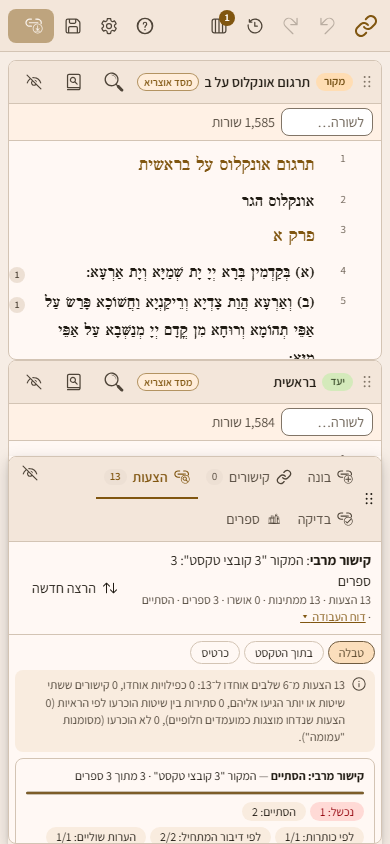 1
מקור תרגום אונקלוס על ב מסד אוצריא
לשורה... 1,585 שורות
1 תרגום אונקלוס על בראשית
2 אונקלוס הגר
3 פרק א
4 (א) בְּקַדְמִין בְּרָא יְיָ יָת שְׁמַיָּא וְיָת אַרְעָא: 1
5 (ב) וְאַרְעָא הֲוַת צָדְיָא וְרֵיקַנְיָא וַחֲשׁוֹכָא פָּרֵשׂ עַל 1
אַפֵּי תְהוֹמָא וְרוּחָא מִן קֳדָם יְיָ מְנַשְּׁבָא עַל אַפֵּי
מַיָּא:
יעד בראשית מסד אוצריא
לשורה... 1,584 שורות
בונה קישורים 0 הצעות 13
בדיקה ספרים
קישור מרבי: המקור "3 קובצי טקסט": 3
ספרים
הרצה חדשה
13 הצעות · 13 ממתינות · 0 אושרו · 3 ספרים · הסתיים
· דוח העבודה
טבלה בתוך הטקסט כרטיס
13 הצעות מ־6 שלבים אוחדו ל־13: 0 כפילויות אוחדו, 0 קישורים ששתי
שיטות או יותר הגיעו אליהם, 0 סתירות בין שיטות הוכרעו לפי הראיות (0
הצעות שנדחו מוצגות כמועמדים חלופיים), 0 לא הוכרעו (מסומנות
"עמומה").
קישור מרבי: הסתיים — המקור "3 קובצי טקסט" · 3 מתוך 3 ספרים
נכשל: 1 הסתיים: 2
לפי כותרות: 1/1 לפי דיבור המתחיל: 2/2 הערות שוליים: 1/1